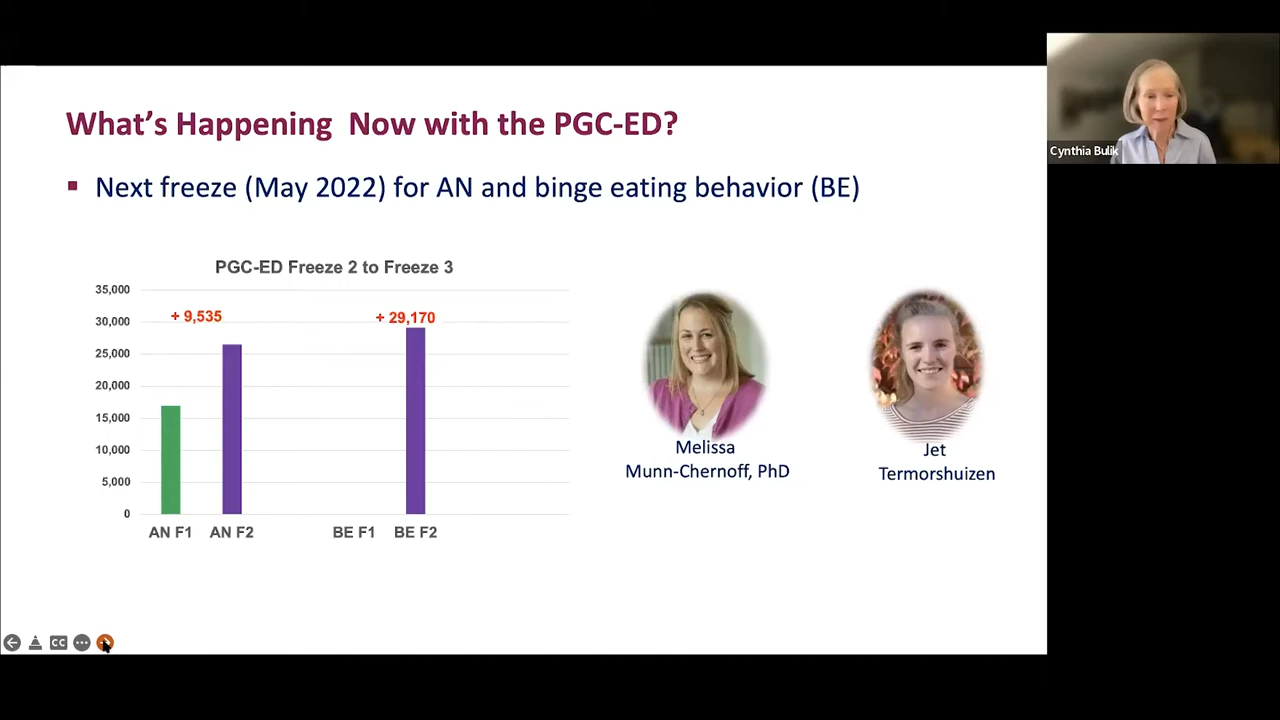 What's Happening  Now with the PGC-ED?
Next freeze (May 2022) for AN and binge eating behavior (BE)
PGC-ED Freeze 2 to Freeze 3
35,000
30,000
25,000
20,000
15,000
10,000
5,000
0
+ 9,535
+ 29,170
AN F1
AN F2
BE F1
BE F2
Melissa
Munn-Chernoff, PhD
Jet
Termorshuizen
Cynthia Bulik
CC